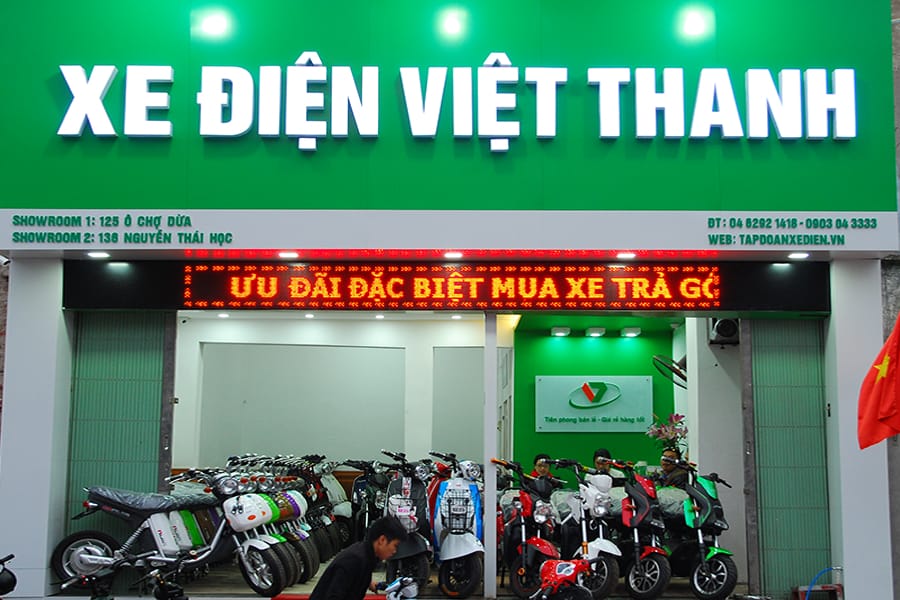 XE ĐIỆN VIỆT THANH
SHOWROOM 1: 125 Ô CHỢ DỪA
SHOWROOM 2: 136 NGUYỄN THÁI HỌC
ĐT: 04 6292 1418 - 0903 04 3333
WEB: TAPDOANXEDIEN.VN
ƯU ĐÃI ĐẶC BIỆT MUA XE TRẢ GÓ
Tiên phong bán lẻ - Giá rẻ hàng tốt